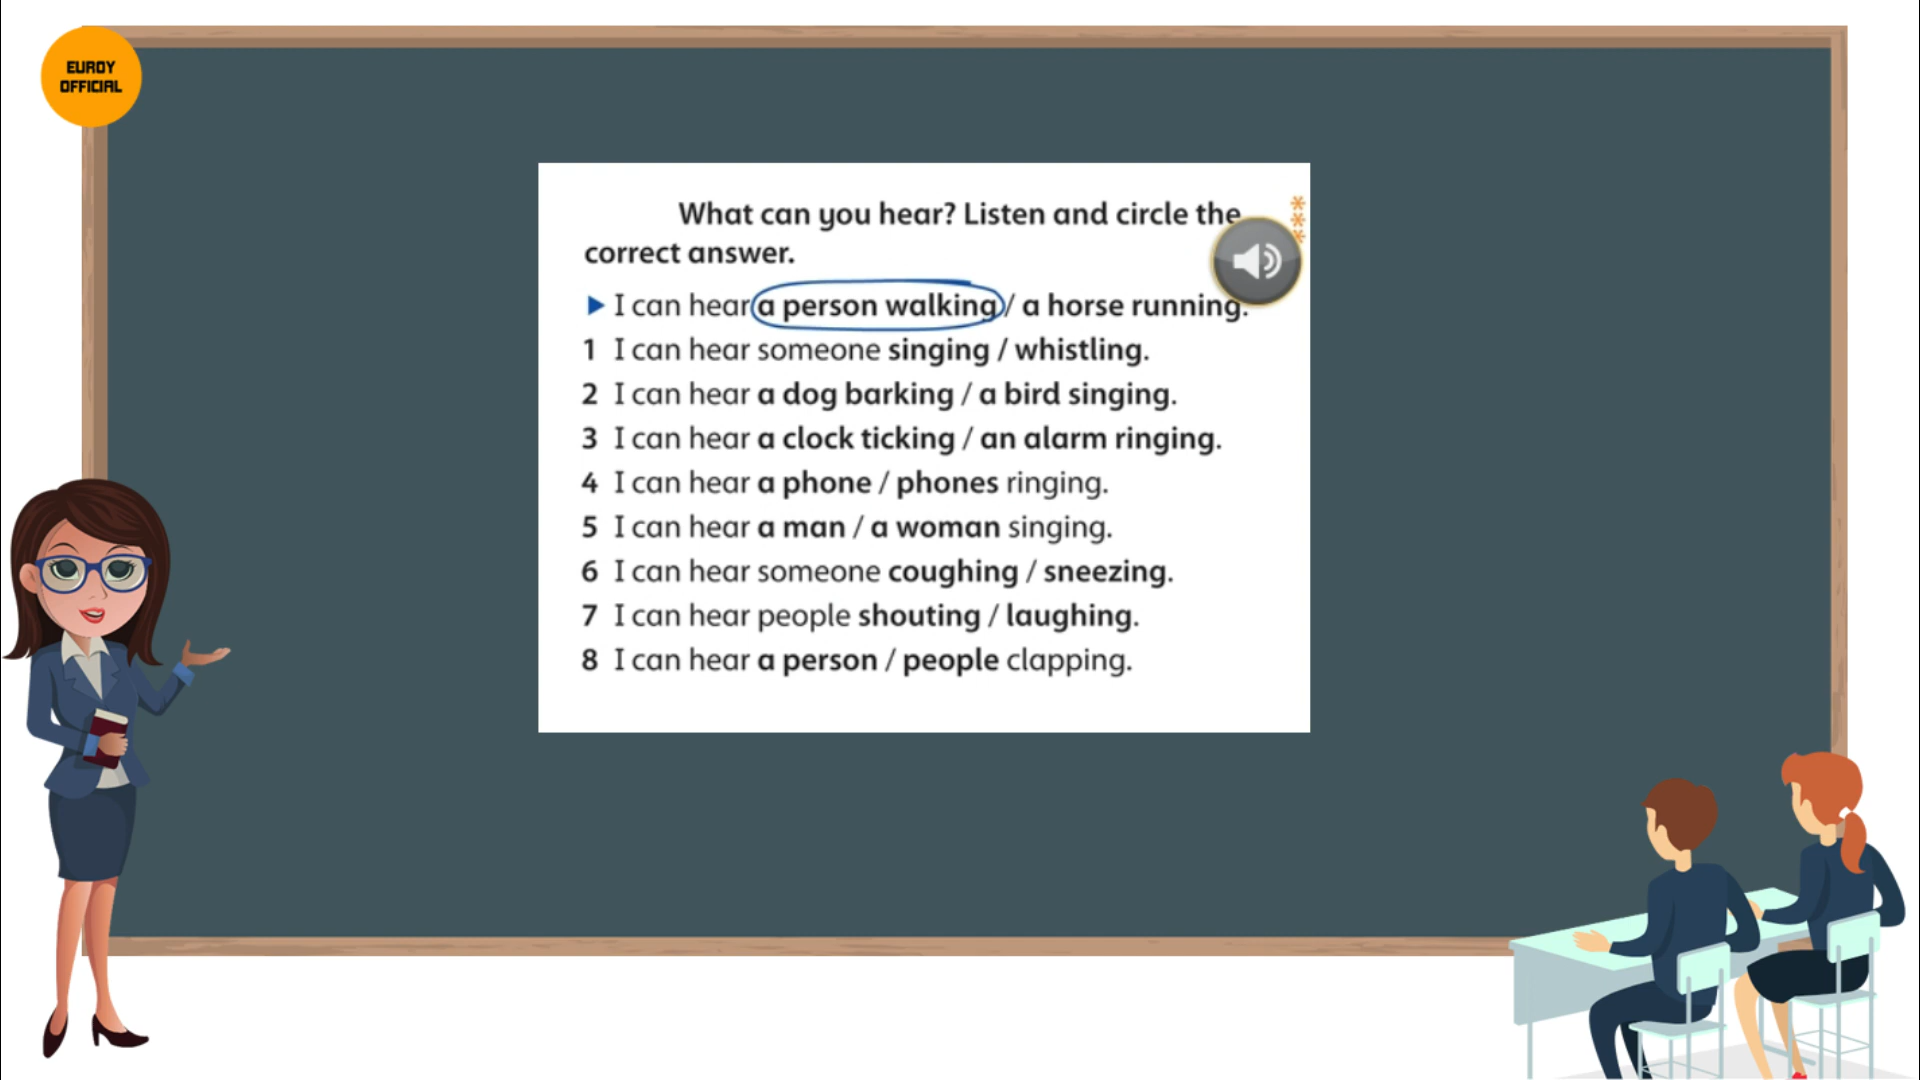 EUROY
OFFICIAL
What can you hear? Listen and circle the
correct answer.
▶ I can hear a person walking / a horse running.
1 I can hear someone singing / whistling.
2 I can hear a dog barking / a bird singing.
3 I can hear a clock ticking / an alarm ringing.
4 I can hear a phone / phones ringing.
5 I can hear a man / a woman singing.
6 I can hear someone coughing / sneezing.
7 I can hear people shouting / laughing.
8 I can hear a person / people clapping.